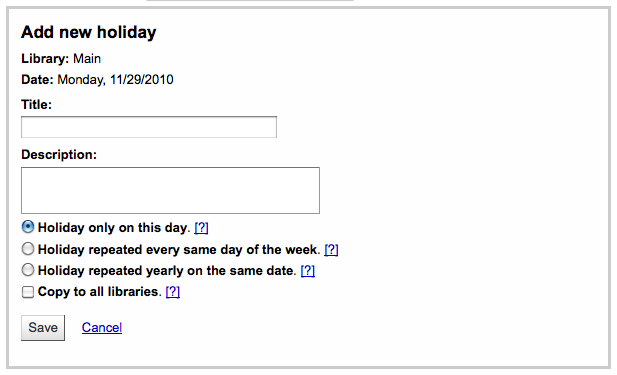 Add new holiday
Library: Main
Date: Monday, 11/29/2010
Title:
Description:
Holiday only on this day. [?]
Holiday repeated every same day of the week. [?]
Holiday repeated yearly on the same date. [?]
Copy to all libraries. [?]
Save Cancel